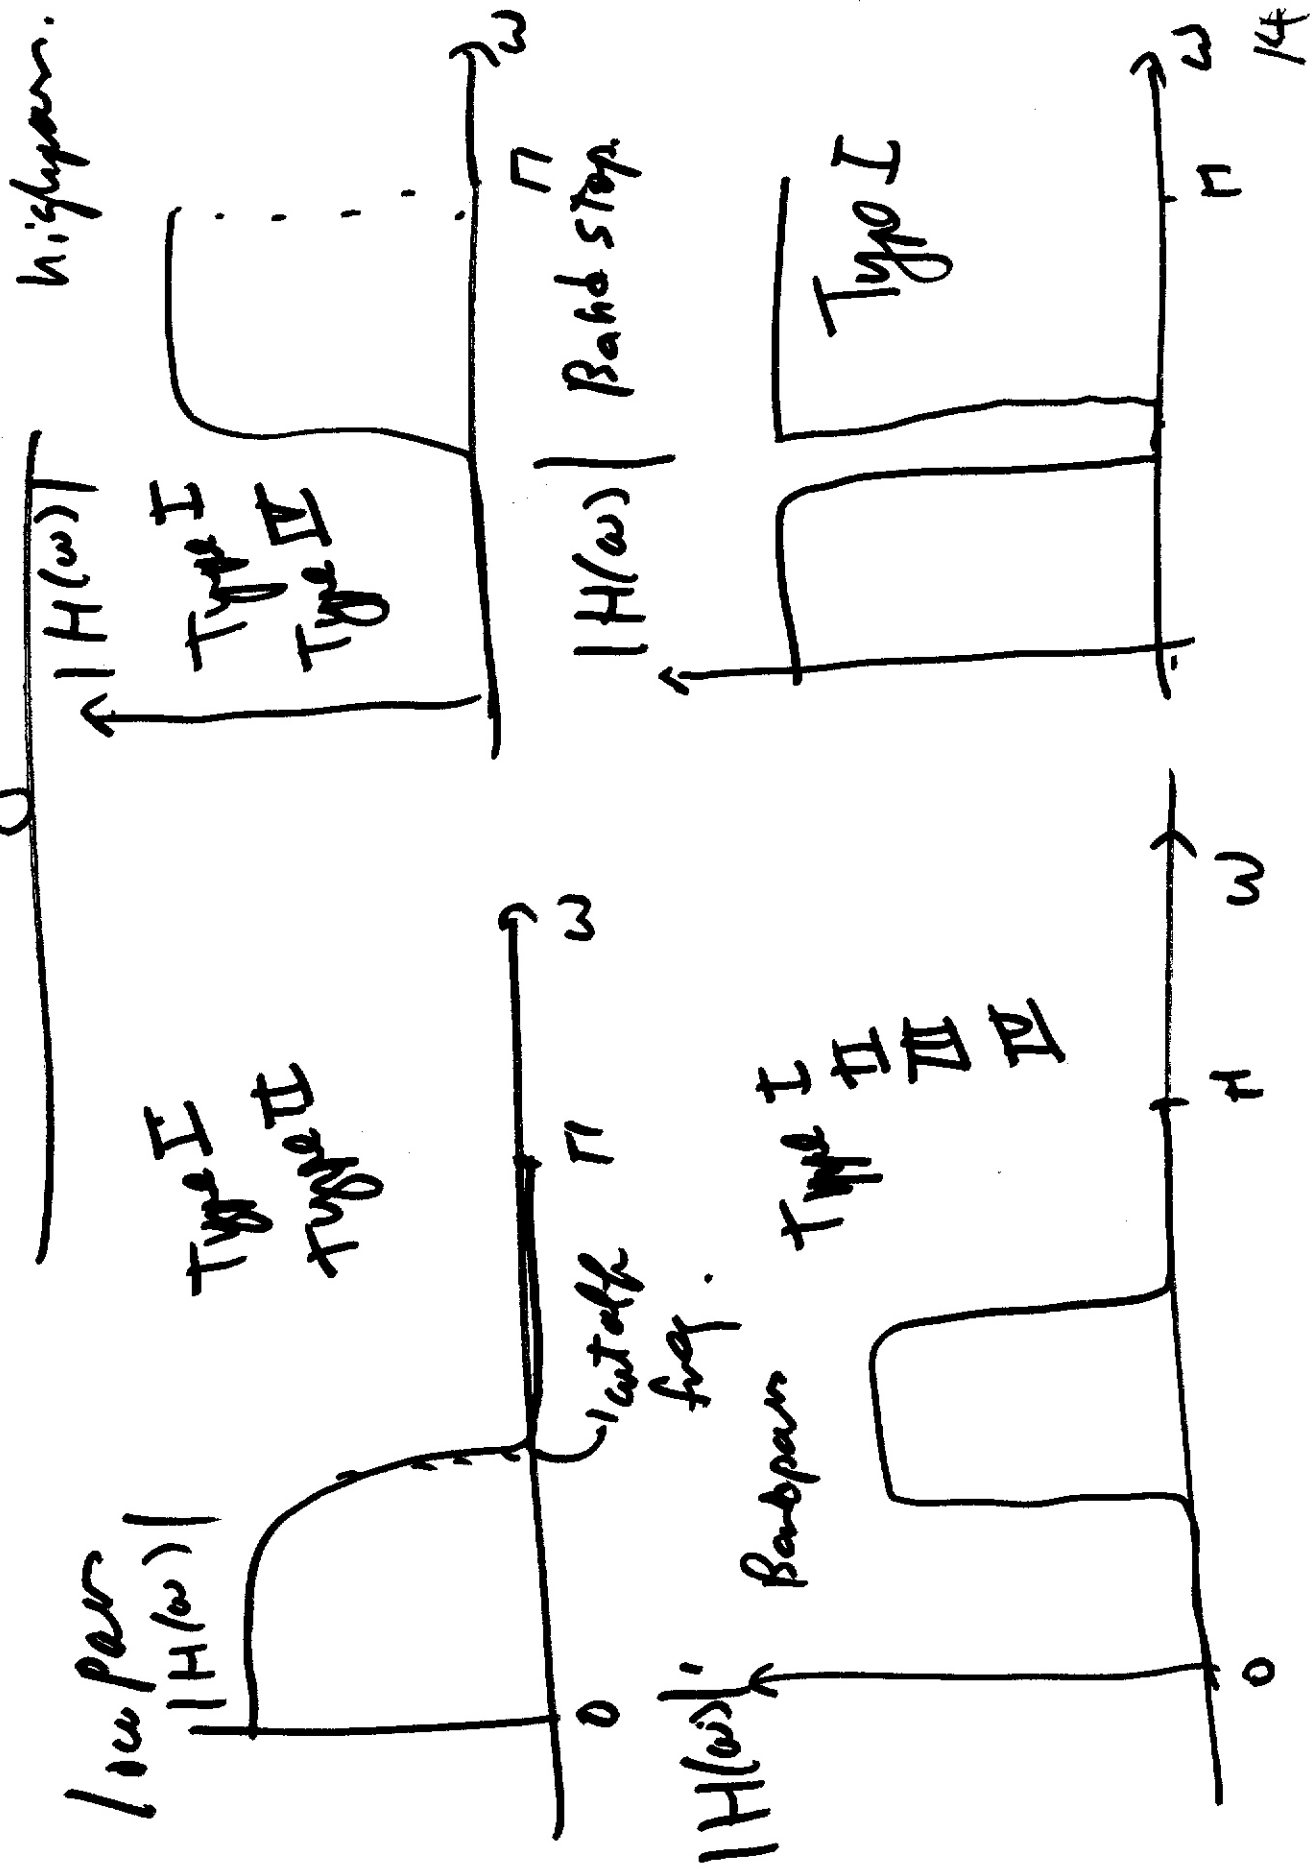 low pass
|H(ω)|
Type I
Type II
0
cutoff
freq.
π
ω
highpass.
|H(ω)|
Type I
Type IV
π
ω
|H(ω)|
Bandpass
Type I
II
III
IV
0
π
ω
Band stop.
|H(ω)|
Type I
π
ω
14